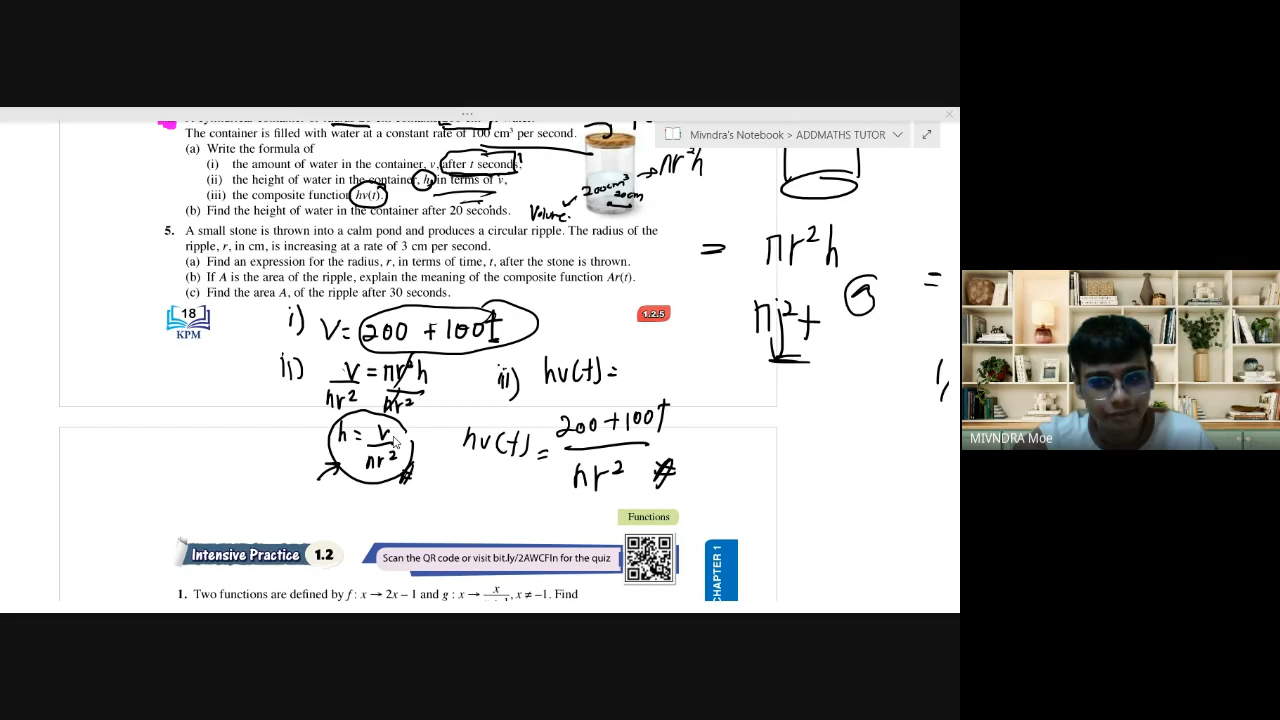 The container is filled with water at a constant rate of 100 cm³ per second.
(a) Write the formula of
(i) the amount of water in the container, v, after t seconds,
(ii) the height of water in the container, h, in terms of v,
(iii) the composite function hv(t).
(b) Find the height of water in the container after 20 seconds.
Volume.
200cm³
20cm
πr²h
Mivndra's Notebook > ADDMATHS TUTOR
5. A small stone is thrown into a calm pond and produces a circular ripple. The radius of the
ripple, r, in cm, is increasing at a rate of 3 cm per second.
(a) Find an expression for the radius, r, in terms of time, t, after the stone is thrown.
(b) If A is the area of the ripple, explain the meaning of the composite function Ar(t).
(c) Find the area A, of the ripple after 30 seconds.
= πr²h
=
18
KPM
1.2.5
i) V = 200 + 100t
ii) V = πr²h
πr² πr²
h = v
πr²
iii) hv(t) =
hv(t) = 200 + 100t
πr²
Functions
Intensive Practice 1.2
Scan the QR code or visit bit.ly/2AWCFIn for the quiz
CHAPTER 1
1. Two functions are defined by f : x → 2x – 1 and g : x → x , x ≠ –1. Find
MIVNDRA Moe